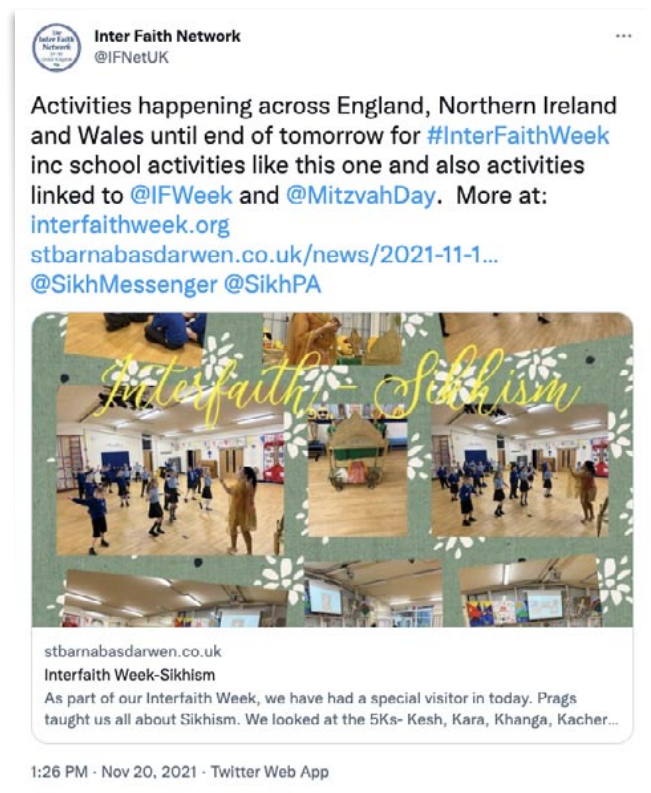 Inter Faith Network
@IFNetUK
Activities happening across England, Northern Ireland
and Wales until end of tomorrow for #InterFaithWeek
inc school activities like this one and also activities
linked to @IFWeek and @MitzvahDay. More at:
interfaithweek.org
stbarnabasdarwen.co.uk/news/2021-11-1...
@SikhMessenger @SikhPA
Interfaith - Sikhism
stbarnabasdarwen.co.uk
Interfaith Week-Sikhism
As part of our Interfaith Week, we have had a special visitor in today. Prags
taught us all about Sikhism. We looked at the 5Ks- Kesh, Kara, Khanga, Kacher...
1:26 PM · Nov 20, 2021 · Twitter Web App